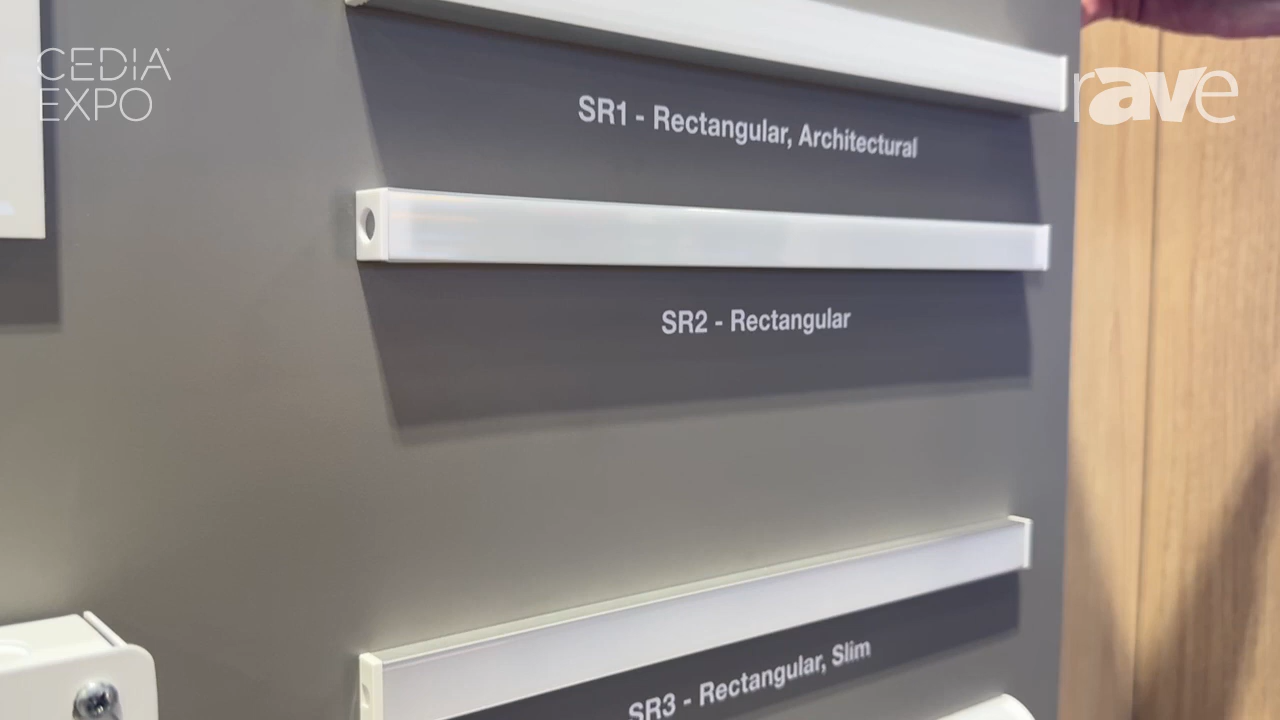 CEDIA
EXPO
rAVe
SR1 - Rectangular, Architectural
SR2 - Rectangular
SR3 - Rectangular, Slim